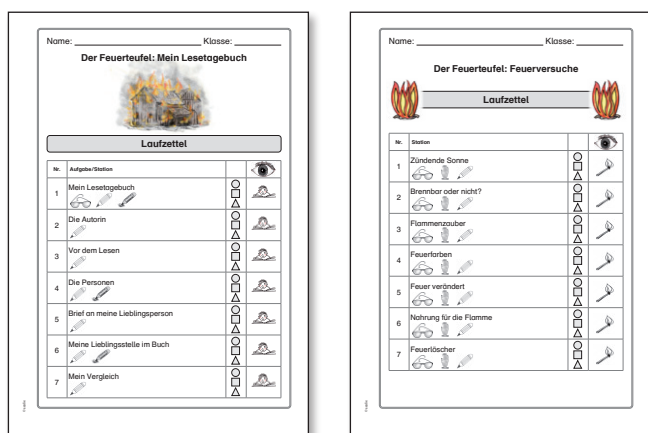 Name: Klasse:
Der Feuerteufel: Mein Lesetagebuch
Laufzettel
Nr. Aufgabe/Station
1 Mein Lesetagebuch
2 Die Autorin
3 Vor dem Lesen
4 Die Personen
5 Brief an meine Lieblingsperson
6 Meine Lieblingsstelle im Buch
7 Mein Vergleich
Name: Klasse:
Der Feuerteufel: Feuerversuche
Laufzettel
Nr. Station
1 Zündende Sonne
2 Brennbar oder nicht?
3 Flammenzauber
4 Feuerfarben
5 Feuer verändert
6 Nahrung für die Flamme
7 Feuerlöscher